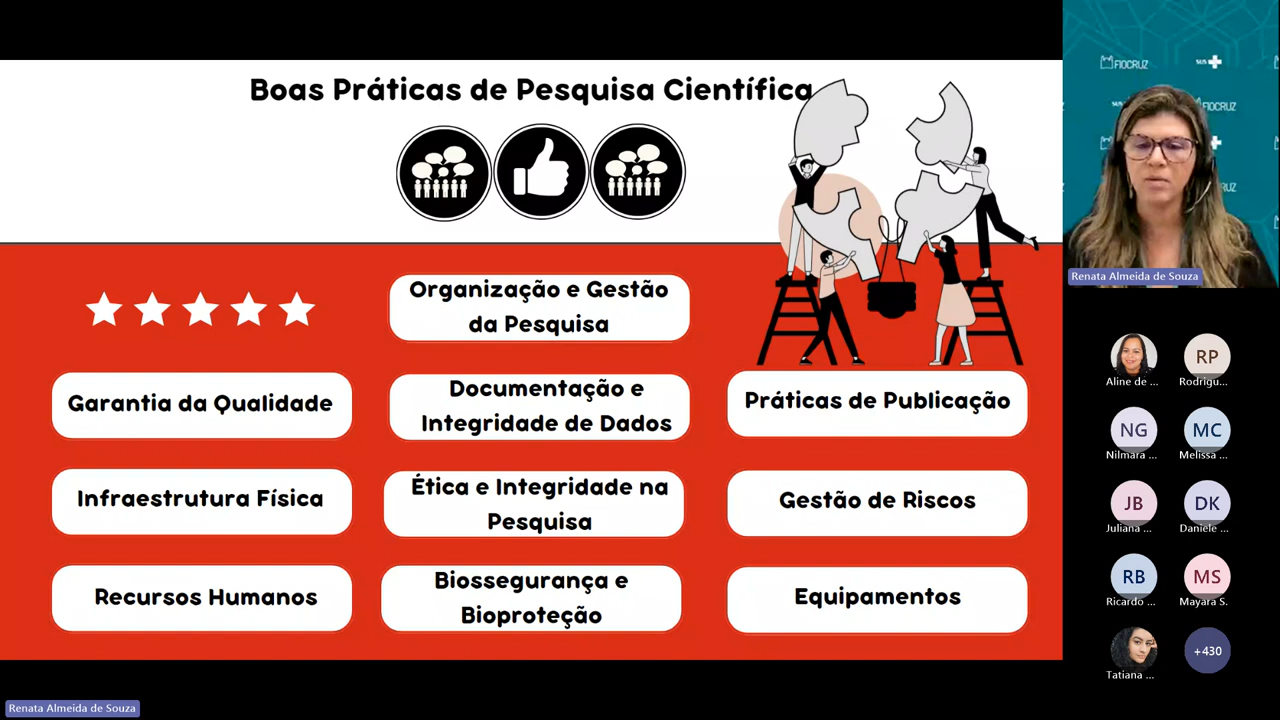 Boas Práticas de Pesquisa Científica
Organização e Gestão
da Pesquisa
Garantia da Qualidade
Documentação e
Integridade de Dados
Práticas de Publicação
Infraestrutura Física
Ética e Integridade na
Pesquisa
Gestão de Riscos
Recursos Humanos
Biossegurança e
Bioproteção
Equipamentos
Renata Almeida de Souza
FIOCRUZ
SUS
FIOCRUZ
Renata Almeida de Souza
Aline de ...
RP
Rodrigu...
NG
Nilmara ...
MC
Melissa ...
JB
Juliana ...
DK
Daniele ...
RB
Ricardo ...
MS
Mayara S.
Tatiana ...
+430